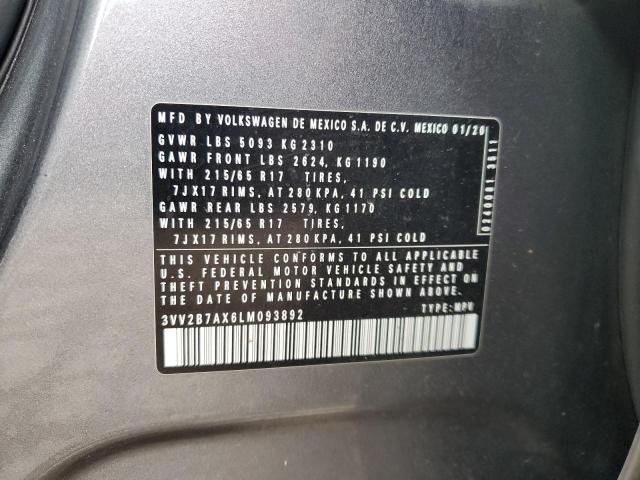 MFD BY VOLKSWAGEN DE MEXICO S.A. DE C.V. MEXICO 01/20
GVWR LBS 5093 KG 2310
GAWR FRONT LBS 2624, KG 1190
WITH 215/65 R17 TIRES,
7JX17 RIMS, AT 280 KPA, 41 PSI COLD
GAWR REAR LBS 2579, KG 1170
WITH 215/65 R17 TIRES,
7JX17 RIMS, AT 280 KPA, 41 PSI COLD
THIS VEHICLE CONFORMS TO ALL APPLICABLE
U.S. FEDERAL MOTOR VEHICLE SAFETY AND
THEFT PREVENTION STANDARDS IN EFFECT ON
THE DATE OF MANUFACTURE SHOWN ABOVE.
3VV2B7AX6LM093892 TYPE: MPV
0240001 3511